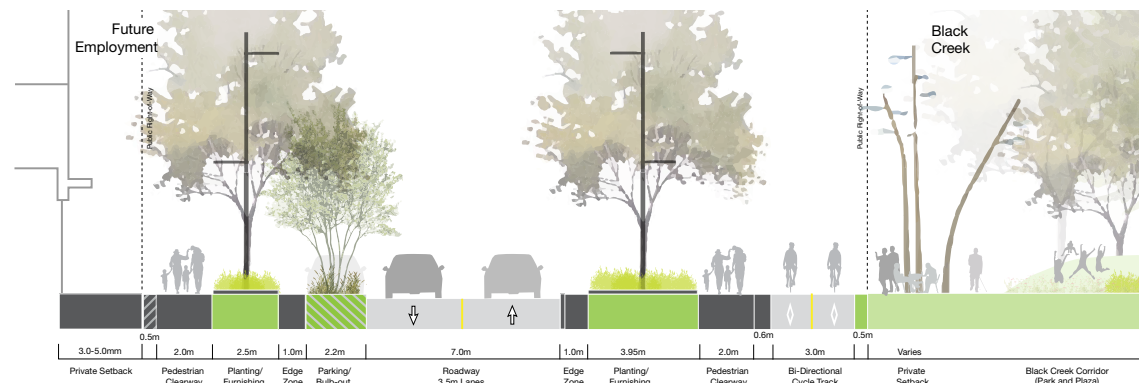 Future
Employment
Black
Creek
Public Right-of-Way
Public Right-of-Way
0.5m
0.6m
0.5m
3.0-5.0mm
2.0m
2.5m
1.0m
2.2m
7.0m
1.0m
3.95m
2.0m
3.0m
Varies
Private Setback
Pedestrian
Clearway
Planting/
Furnishing
Edge
Zone
Parking/
Bulb-out
Roadway
3.5m Lanes
Edge
Zone
Planting/
Furnishing
Pedestrian
Clearway
Bi-Directional
Cycle Track
Private
Setback
Black Creek Corridor
(Park and Plaza)